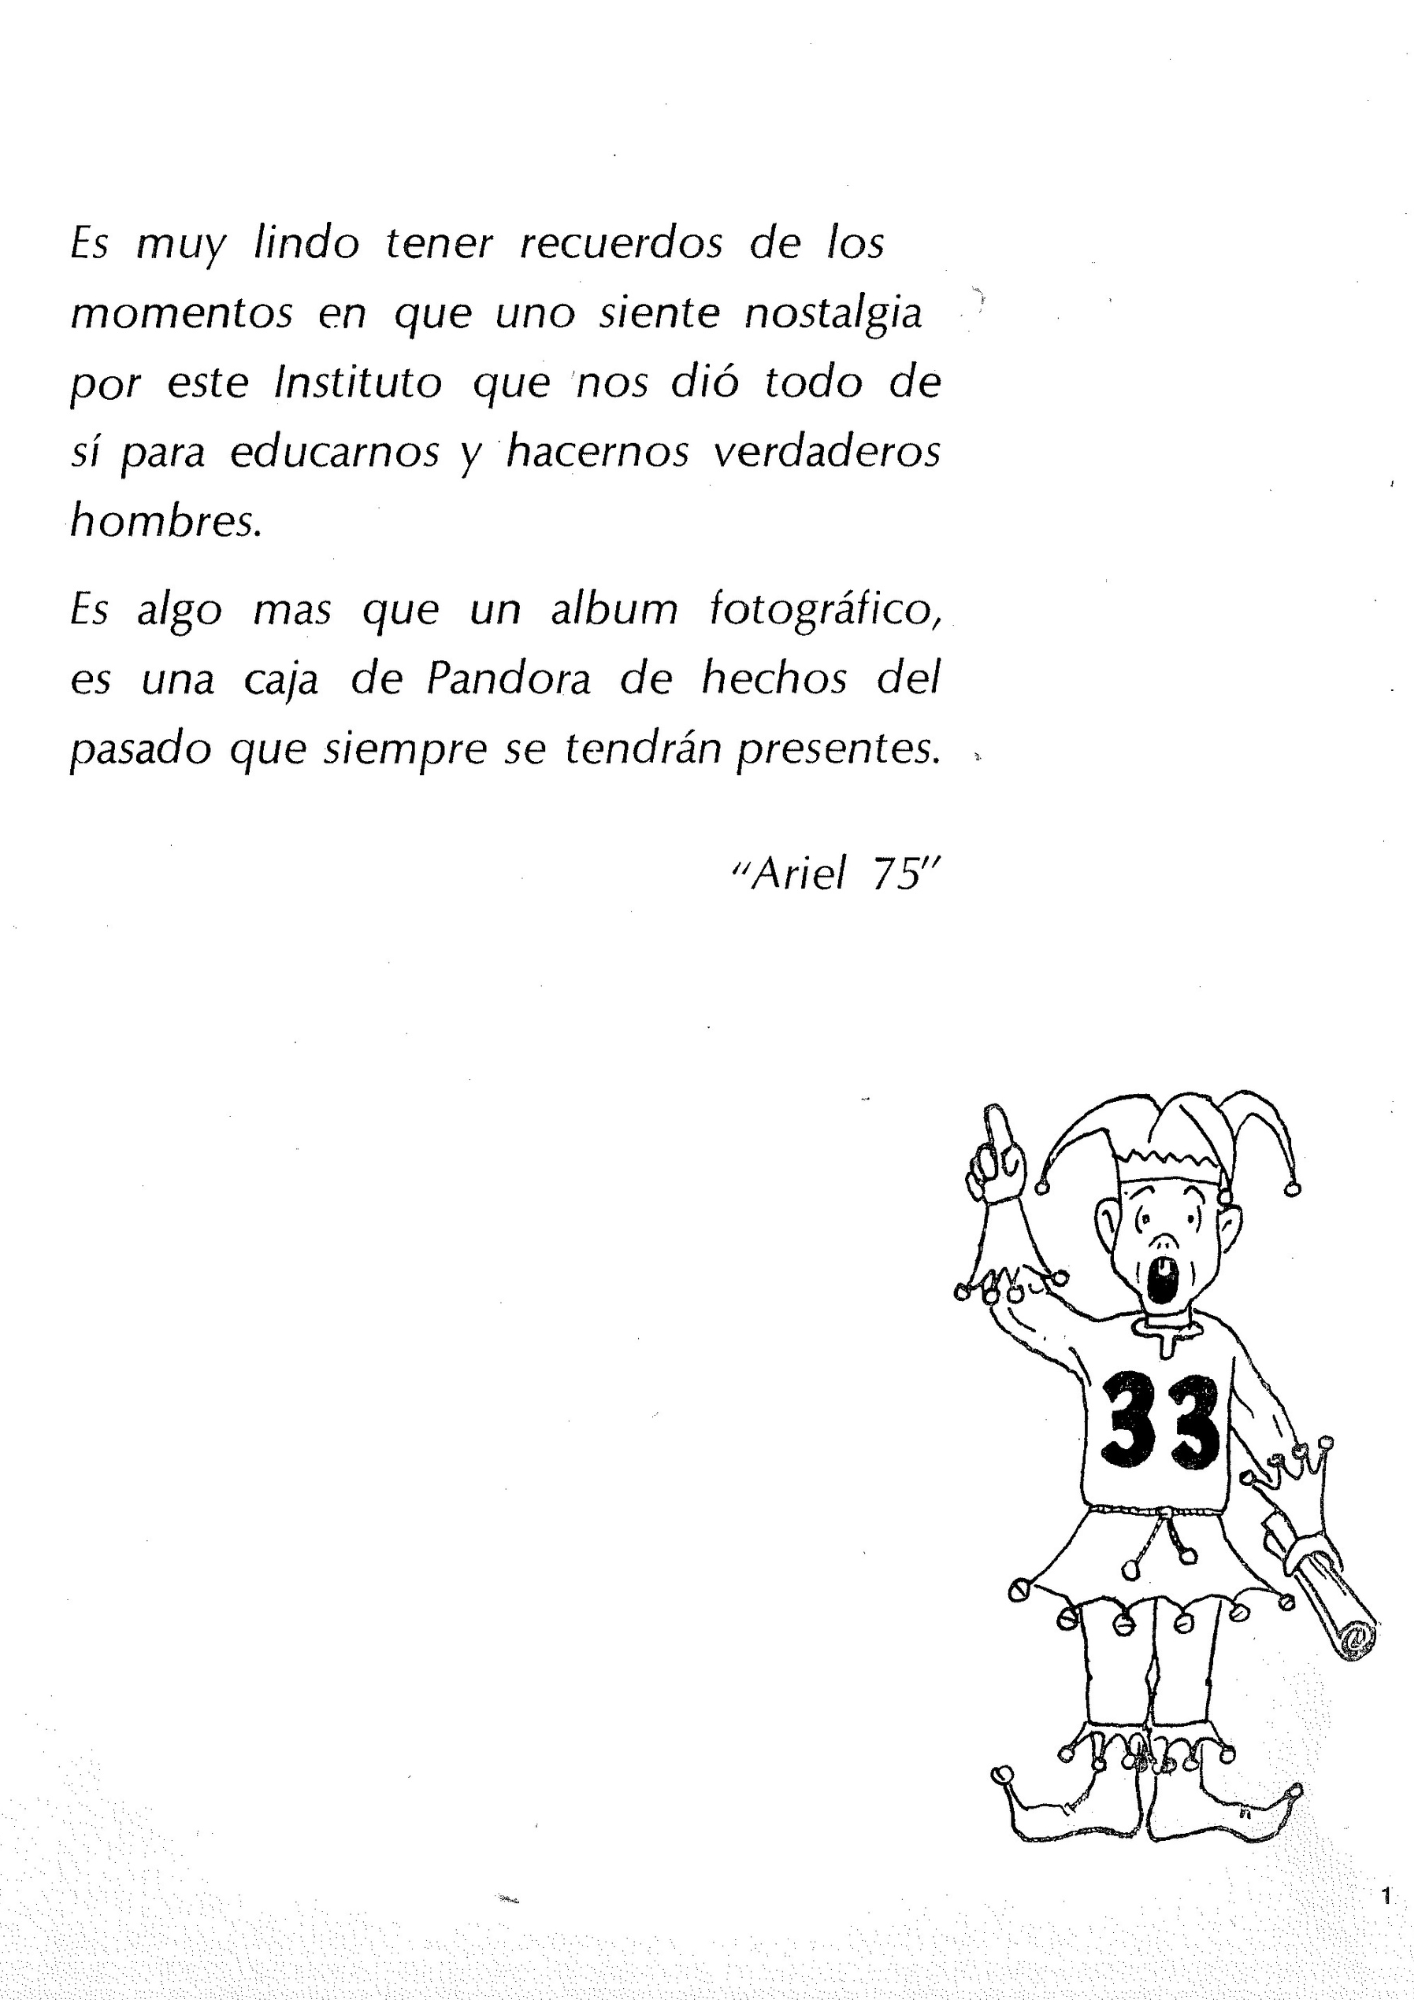 Es muy lindo tener recuerdos de los
momentos en que uno siente nostalgia
por este Instituto que nos dió todo de
sí para educarnos y hacernos verdaderos
hombres.
Es algo mas que un album fotográfico,
es una caja de Pandora de hechos del
pasado que siempre se tendrán presentes.
"Ariel 75"
33
1